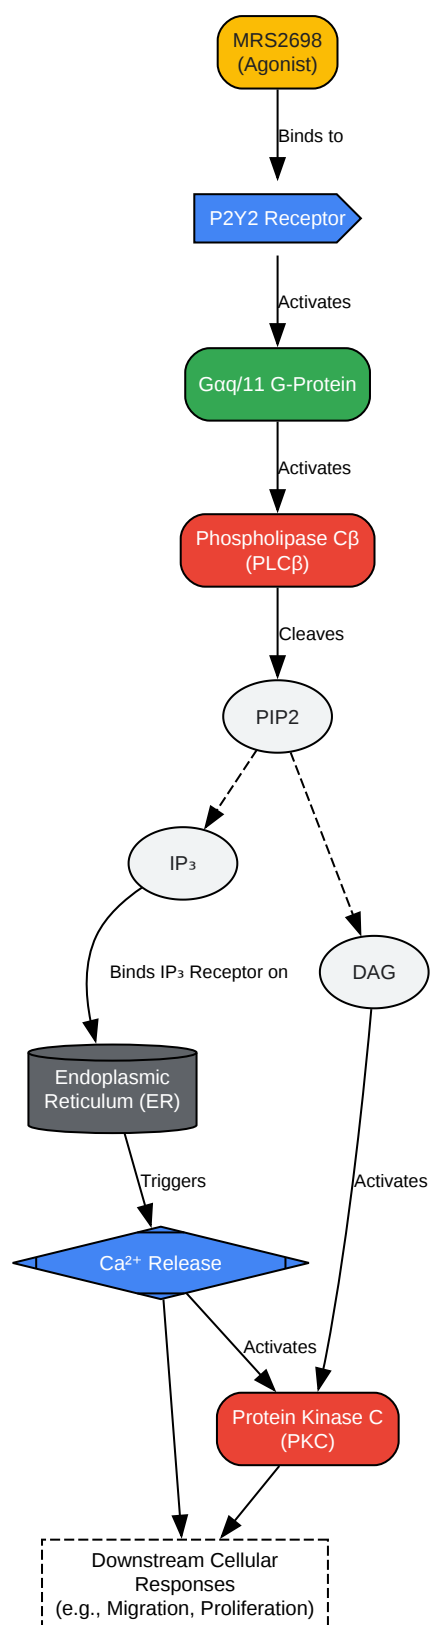 MRS2698
(Agonist)
Binds to
P2Y2 Receptor
Activates
Gαq/11 G-Protein
Activates
Phospholipase Cβ
(PLCβ)
Cleaves
PIP2
IP₃
Binds IP₃ Receptor on
DAG
Endoplasmic
Reticulum (ER)
Triggers
Activates
Ca²⁺ Release
Activates
Protein Kinase C
(PKC)
Downstream Cellular
Responses
(e.g., Migration, Proliferation)